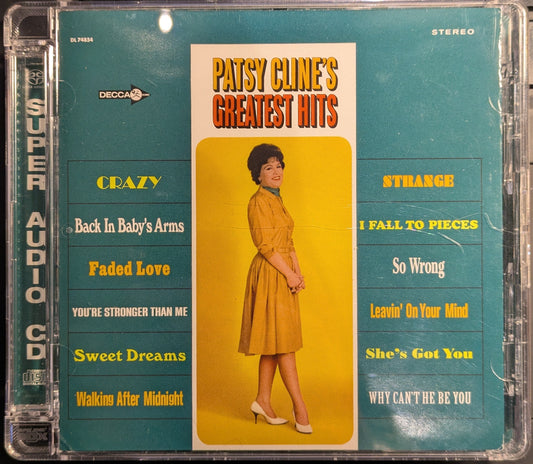 DL 74854
STEREO
PATSY CLINE'S
GREATEST HITS
DECCA
CRAZY
Back In Baby's Arms
Faded Love
YOU'RE STRONGER THAN ME
Sweet Dreams
Walking After Midnight
STRANGE
I FALL TO PIECES
So Wrong
Leavin' On Your Mind
She's Got You
WHY CAN'T HE BE YOU
SUPER AUDIO CD